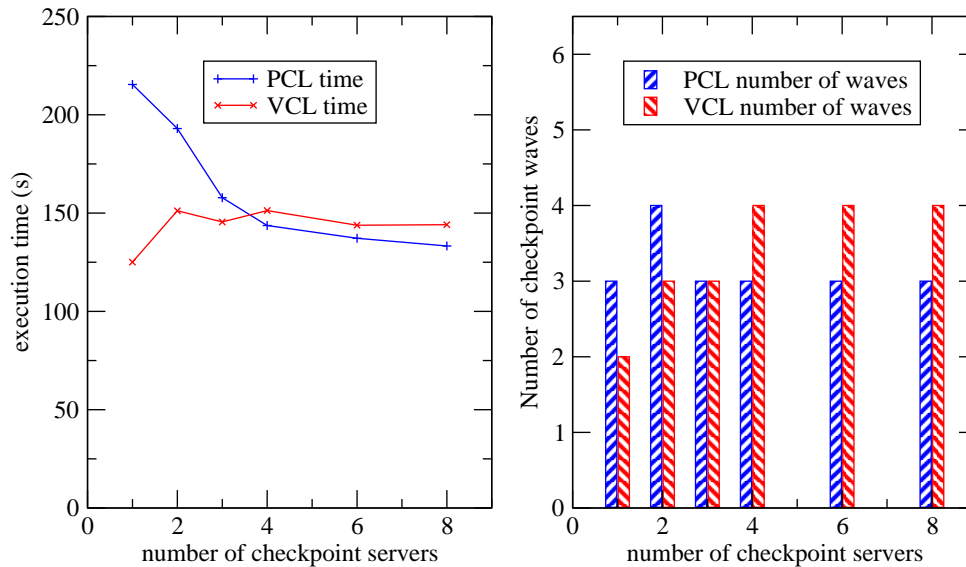 250
200
150
100
50
0
execution time (s)
PCL time
VCL time
0 2 4 6 8
number of checkpoint servers
6
5
4
3
2
1
0
Number of checkpoint waves
PCL number of waves
VCL number of waves
0 2 4 6 8
number of checkpoint servers